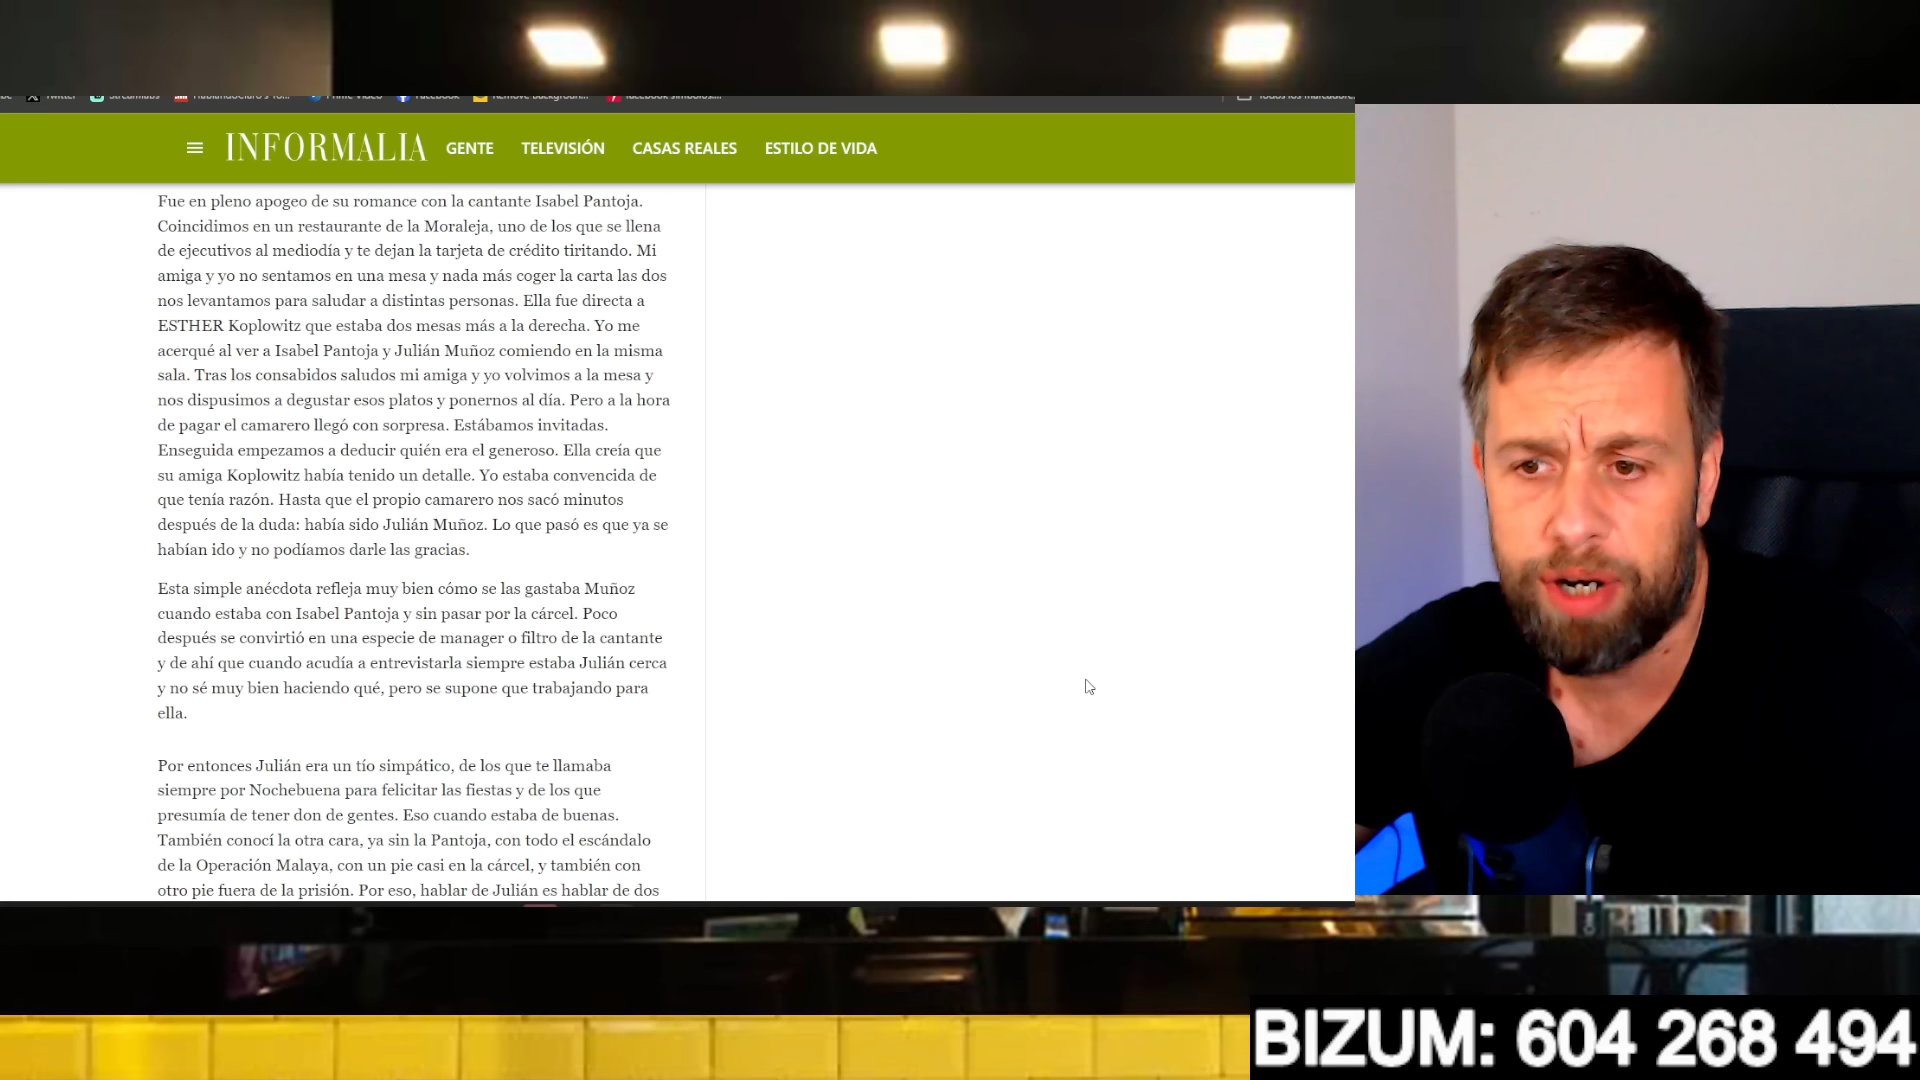 Twitter
Streamlabs
Prime Video
Facebook
Remove Background...
INFORMALIA
GENTE
TELEVISIÓN
CASAS REALES
ESTILO DE VIDA
Fue en pleno apogeo de su romance con la cantante Isabel Pantoja.
Coincidimos en un restaurante de la Moraleja, uno de los que se llena
de ejecutivos al mediodía y te dejan la tarjeta de crédito tiritando. Mi
amiga y yo no sentamos en una mesa y nada más coger la carta las dos
nos levantamos para saludar a distintas personas. Ella fue directa a
ESTHER Koplowitz que estaba dos mesas más a la derecha. Yo me
acerqué al ver a Isabel Pantoja y Julián Muñoz comiendo en la misma
sala. Tras los consabidos saludos mi amiga y yo volvimos a la mesa y
nos dispusimos a degustar esos platos y ponernos al día. Pero a la hora
de pagar el camarero llegó con sorpresa. Estábamos invitadas.
Enseguida empezamos a deducir quién era el generoso. Ella creía que
su amiga Koplowitz había tenido un detalle. Yo estaba convencida de
que tenía razón. Hasta que el propio camarero nos sacó minutos
después de la duda: había sido Julián Muñoz. Lo que pasó es que ya se
habían ido y no podíamos darle las gracias.
Esta simple anécdota refleja muy bien cómo se las gastaba Muñoz
cuando estaba con Isabel Pantoja y sin pasar por la cárcel. Poco
después se convirtió en una especie de manager o filtro de la cantante
y de ahí que cuando acudía a entrevistarla siempre estaba Julián cerca
y no sé muy bien haciendo qué, pero se supone que trabajando para
ella.
Por entonces Julián era un tío simpático, de los que te llamaba
siempre por Nochebuena para felicitar las fiestas y de los que
presumía de tener don de gentes. Eso cuando estaba de buenas.
También conocí la otra cara, ya sin la Pantoja, con todo el escándalo
de la Operación Malaya, con un pie casi en la cárcel, y también con
otro pie fuera de la prisión. Por eso, hablar de Julián es hablar de dos
BIZUM: 604 268 494